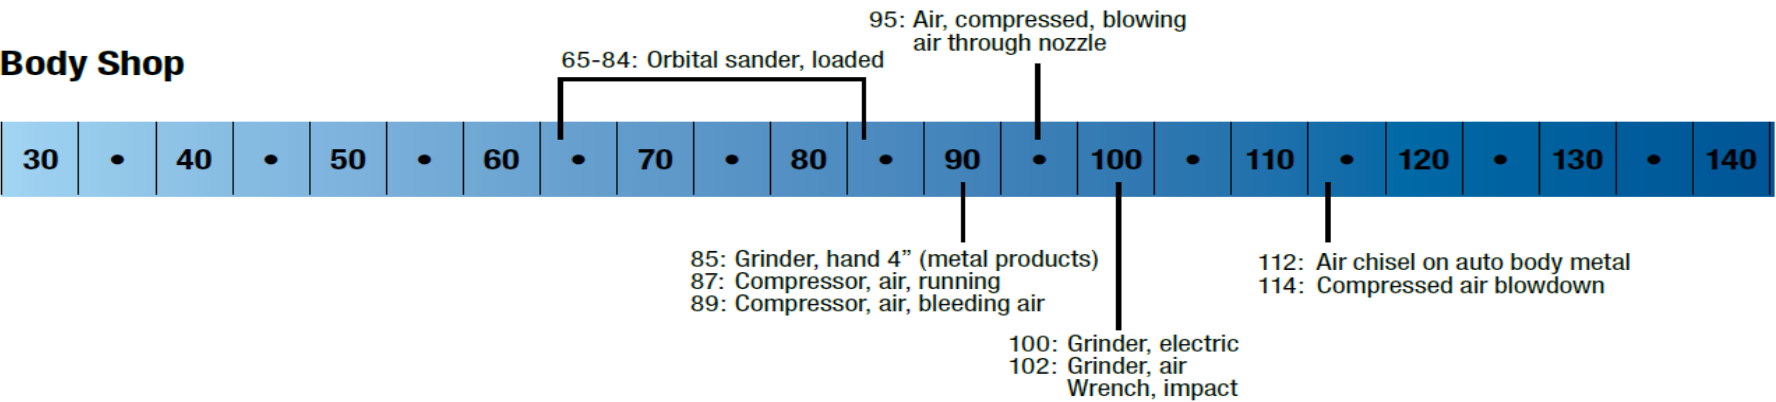 95: Air, compressed, blowing
air through nozzle
Body Shop
65-84: Orbital sander, loaded
30 • 40 • 50 • 60 • 70 • 80 • 90 • 100 • 110 • 120 • 130 • 140
85: Grinder, hand 4” (metal products)
87: Compressor, air, running
89: Compressor, air, bleeding air
112: Air chisel on auto body metal
114: Compressed air blowdown
100: Grinder, electric
102: Grinder, air
Wrench, impact